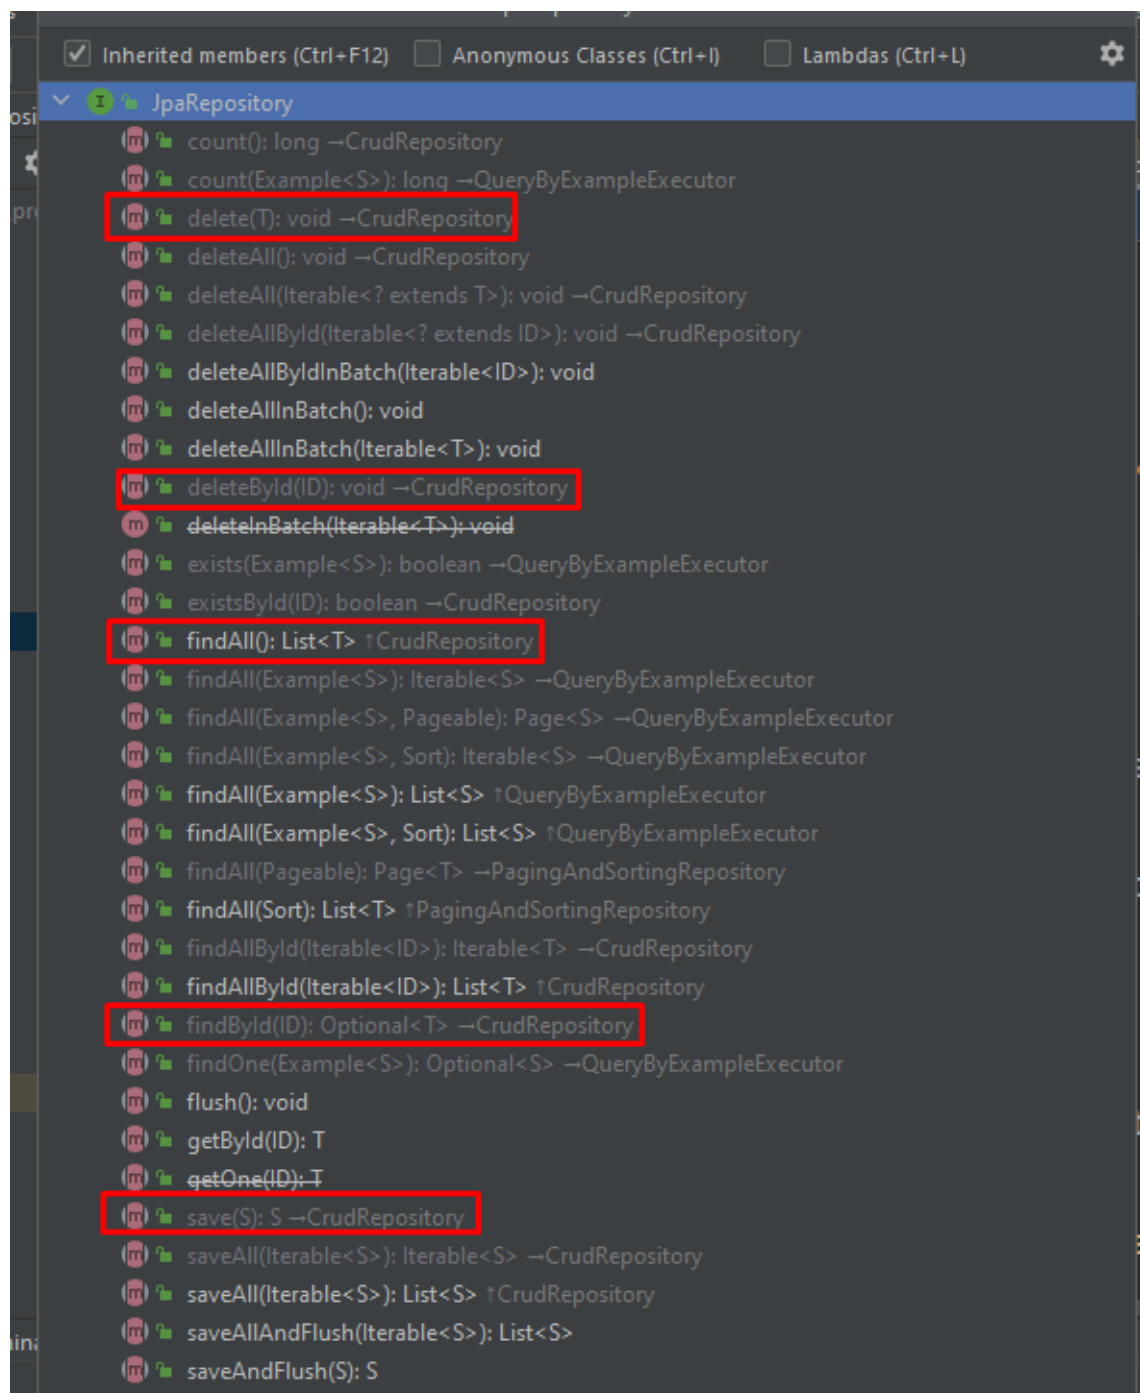 Inherited members (Ctrl+F12) Anonymous Classes (Ctrl+I) Lambdas (Ctrl+L)
JpaRepository
count(): long →CrudRepository
count(Example<S>): long →QueryByExampleExecutor
delete(T): void →CrudRepository
deleteAll(): void →CrudRepository
deleteAll(Iterable<? extends T>): void →CrudRepository
deleteAllById(Iterable<? extends ID>): void →CrudRepository
deleteAllByIdInBatch(Iterable<ID>): void
deleteAllInBatch(): void
deleteAllInBatch(Iterable<T>): void
deleteById(ID): void →CrudRepository
deleteInBatch(Iterable<T>): void
exists(Example<S>): boolean →QueryByExampleExecutor
existsById(ID): boolean →CrudRepository
findAll(): List<T> ↑CrudRepository
findAll(Example<S>): Iterable<S> →QueryByExampleExecutor
findAll(Example<S>, Pageable): Page<S> →QueryByExampleExecutor
findAll(Example<S>, Sort): Iterable<S> →QueryByExampleExecutor
findAll(Example<S>): List<S> ↑QueryByExampleExecutor
findAll(Example<S>, Sort): List<S> ↑QueryByExampleExecutor
findAll(Pageable): Page<T> →PagingAndSortingRepository
findAll(Sort): List<T> ↑PagingAndSortingRepository
findAllById(Iterable<ID>): Iterable<T> →CrudRepository
findAllById(Iterable<ID>): List<T> ↑CrudRepository
findById(ID): Optional<T> →CrudRepository
findOne(Example<S>): Optional<S> →QueryByExampleExecutor
flush(): void
getById(ID): T
getOne(ID): T
save(S): S →CrudRepository
saveAll(Iterable<S>): Iterable<S> →CrudRepository
saveAll(Iterable<S>): List<S> ↑CrudRepository
saveAllAndFlush(Iterable<S>): List<S>
saveAndFlush(S): S